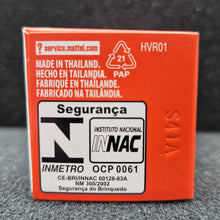 ? service.mattel.com
HVR01
MADE IN THAILAND.
HECHO EN TAILANDIA.
FABRIQUÉ EN THAÏLANDE.
FABRICADO NA TAILÂNDIA.
21
PAP
S41A
Segurança
N
INMETRO
INSTITUTO NACIONAL
INNAC
OCP 0061
CE-BRI/INNAC 00128-03A
NM 300/2002
Segurança do Brinquedo